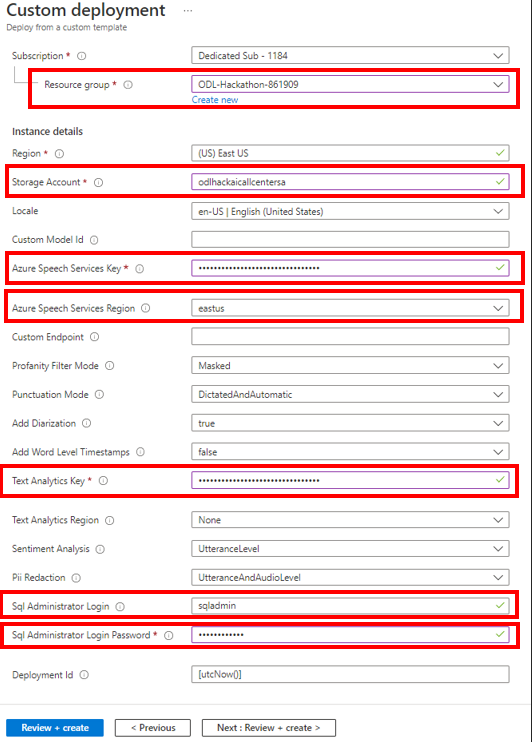 Custom deployment ...
Deploy from a custom template
Subscription * Dedicated Sub - 1184
Resource group * ODL-Hackathon-861909
Create new
Instance details
Region * (US) East US
Storage Account * odlhackaicallcentersa
Locale en-US | English (United States)
Custom Model Id
Azure Speech Services Key * ••••••••••••••••••••••••••••••••
Azure Speech Services Region eastus
Custom Endpoint
Profanity Filter Mode Masked
Punctuation Mode DictatedAndAutomatic
Add Diarization true
Add Word Level Timestamps false
Text Analytics Key * ••••••••••••••••••••••••••••••••
Text Analytics Region None
Sentiment Analysis UtteranceLevel
Pii Redaction UtteranceAndAudioLevel
Sql Administrator Login sqladmin
Sql Administrator Login Password * ••••••••••••
Deployment Id [utcNow()]
Review + create < Previous Next : Review + create >